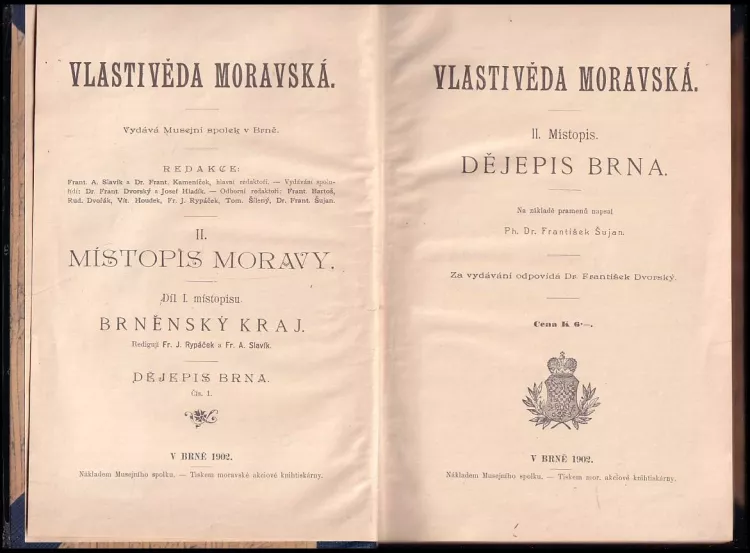 VLASTIVĚDA MORAVSKÁ.
Vydává Musejní spolek v Brně.
REDAKCE:
Frant. A. Slavík a Dr. Frant. Kameníček, hlavní redaktoři. — Vydávání spolu-
řídí: Dr. Frant. Dvorský a Josef Hladík. — Odborní redaktoři: Frant. Bartoš,
Rud. Dvořák, Vít. Houdek, Fr. J. Rypáček, Tom. Šílený, Dr. Frant. Šujan.
II.
MÍSTOPIS MORAVY.
Díl I. místopisu
BRNĚNSKÝ KRAJ.
Redigují Fr. J. Rypáček a Fr. A. Slavík.
DĚJEPIS BRNA.
Čís. 1.
V BRNĚ 1902.
Nákladem Musejního spolku. — Tiskem moravské akciové knihtiskárny.
VLASTIVĚDA MORAVSKÁ.
II. Místopis.
DĚJEPIS BRNA.
Na základě pramenů napsal
Ph. Dr. František Šujan.
Za vydávání odpovídá Dr. František Dvorský.
Cena K 6·—.
V BRNĚ 1902.
Nákladem Musejního spolku. — Tiskem mor. akciové knihtiskárny.